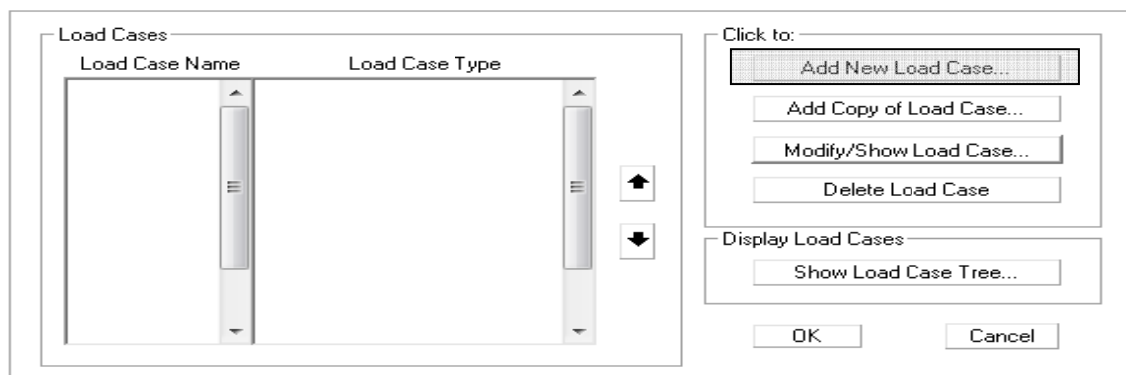 Load Cases
Load Case Name
Load Case Type
Click to:
Add New Load Case...
Add Copy of Load Case...
Modify/Show Load Case...
Delete Load Case
Display Load Cases
Show Load Case Tree...
OK
Cancel